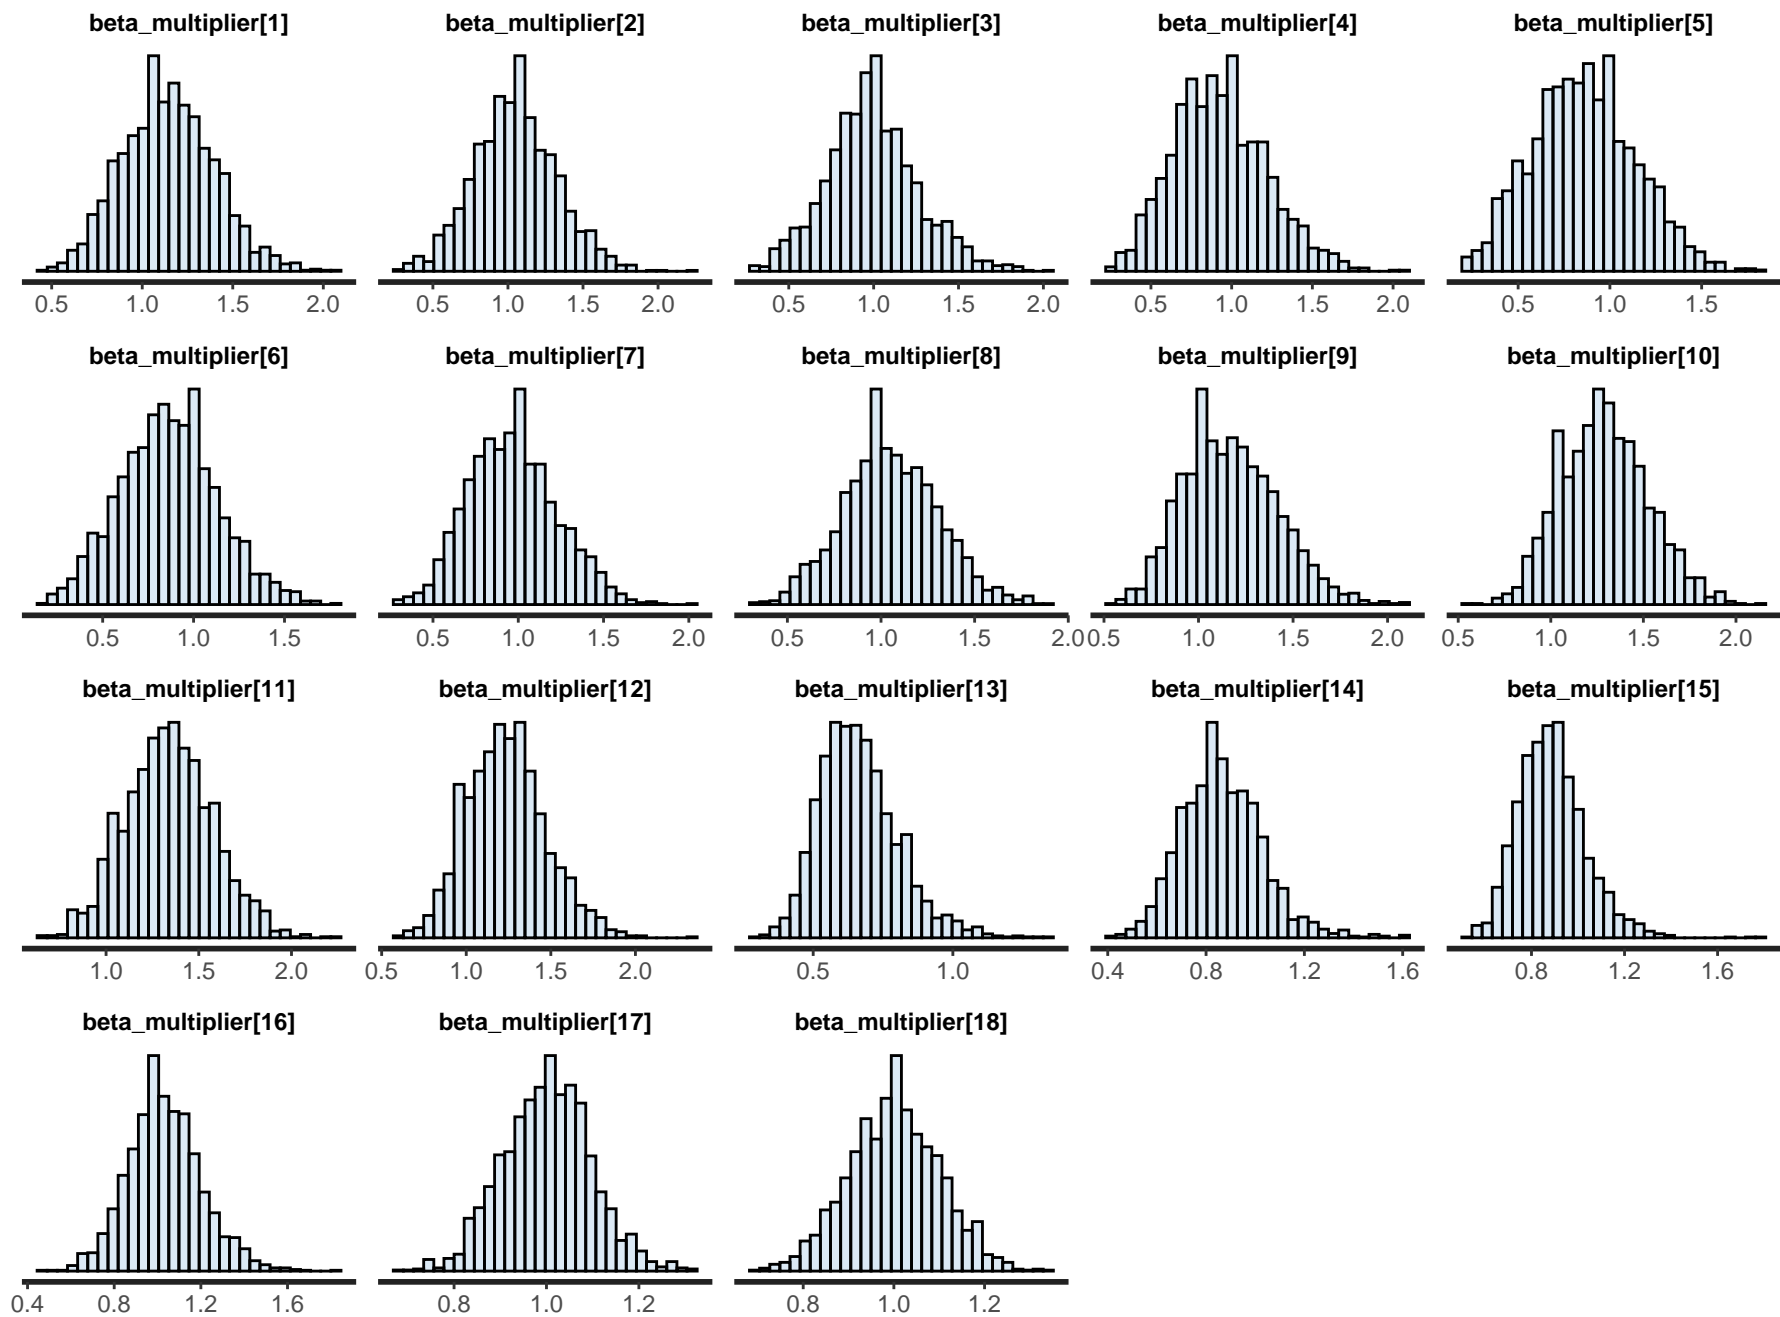 beta_multiplier[1] beta_multiplier[2] beta_multiplier[3] beta_multiplier[4] beta_multiplier[5]
0.5 1.0 1.5 2.0 0.5 1.0 1.5 2.0 0.5 1.0 1.5 2.0 0.5 1.0 1.5 2.0 0.5 1.0 1.5
beta_multiplier[6] beta_multiplier[7] beta_multiplier[8] beta_multiplier[9] beta_multiplier[10]
0.5 1.0 1.5 0.5 1.0 1.5 2.0 0.5 1.0 1.5 2.0 0.5 1.0 1.5 2.0 0.5 1.0 1.5 2.0
beta_multiplier[11] beta_multiplier[12] beta_multiplier[13] beta_multiplier[14] beta_multiplier[15]
1.0 1.5 2.0 0.5 1.0 1.5 2.0 0.5 1.0 0.4 0.8 1.2 1.6 0.8 1.2 1.6
beta_multiplier[16] beta_multiplier[17] beta_multiplier[18]
0.4 0.8 1.2 1.6 0.8 1.0 1.2 0.8 1.0 1.2